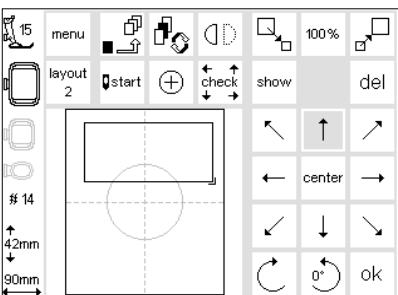 15 menu 100%
layout 2 start check show del
center
# 14
42mm
90mm 0° ok